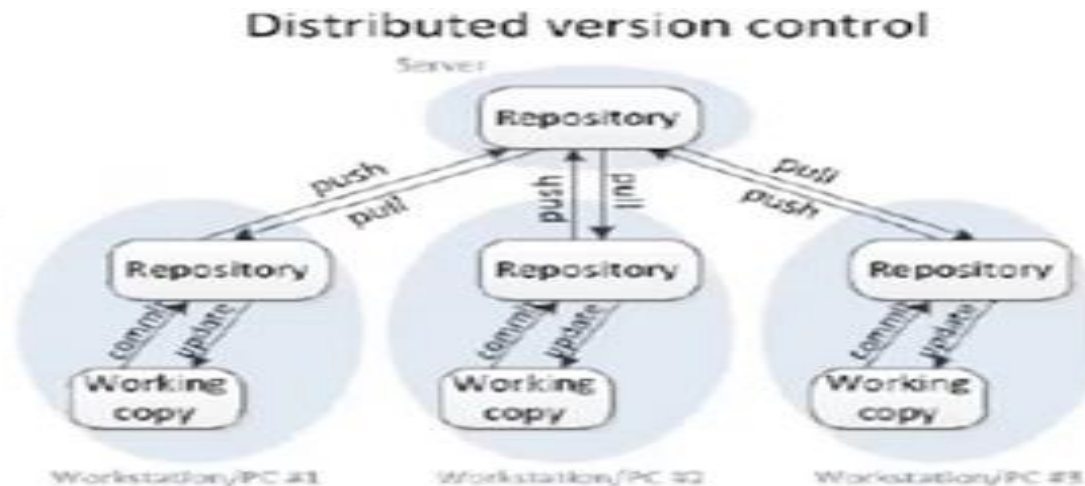 Distributed version control
Server
Repository
push
pull
push
pull
pull
push
Repository
Repository
Repository
commit
update
commit
update
commit
update
Working
copy
Working
copy
Working
copy
Workstation/PC #1
Workstation/PC #2
Workstation/PC #3